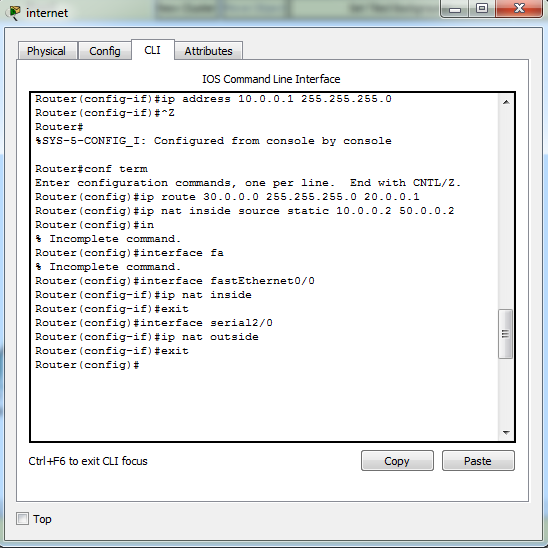 internet
Physical Config CLI Attributes
IOS Command Line Interface
Router(config-if)#ip address 10.0.0.1 255.255.255.0
Router(config-if)#^Z
Router#
%SYS-5-CONFIG_I: Configured from console by console
Router#conf term
Enter configuration commands, one per line.  End with CNTL/Z.
Router(config)#ip route 30.0.0.0 255.255.255.0 20.0.0.1
Router(config)#ip nat inside source static 10.0.0.2 50.0.0.2
Router(config)#in
% Incomplete command.
Router(config)#interface fa
% Incomplete command.
Router(config)#interface fastEthernet0/0
Router(config-if)#ip nat inside
Router(config-if)#exit
Router(config)#interface serial2/0
Router(config-if)#ip nat outside
Router(config-if)#exit
Router(config)#
Ctrl+F6 to exit CLI focus
Copy Paste
Top